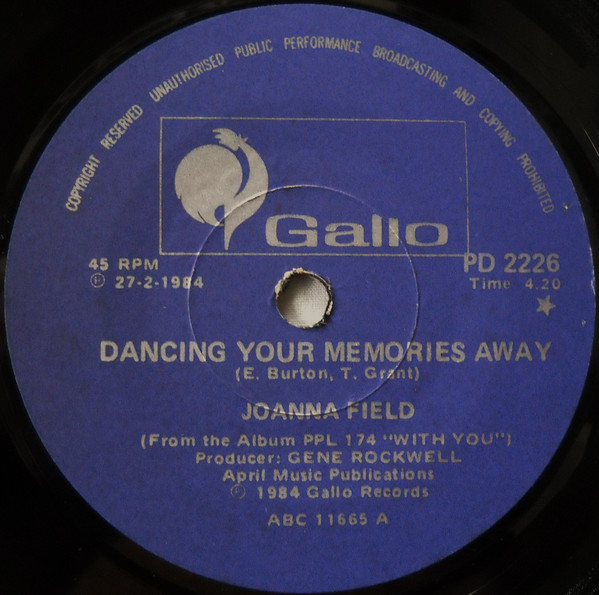 COPYRIGHT RESERVED UNAUTHORISED PUBLIC PERFORMANCE BROADCASTING AND COPYING PROHIBITED
Gallo
45 RPM
℗ 27-2-1984
PD 2226
Time 4.20
DANCING YOUR MEMORIES AWAY
(E. Burton, T. Grant)
JOANNA FIELD
(From the Album PPL 174 "WITH YOU")
Producer: GENE ROCKWELL
April Music Publications
℗ 1984 Gallo Records
ABC 11665 A